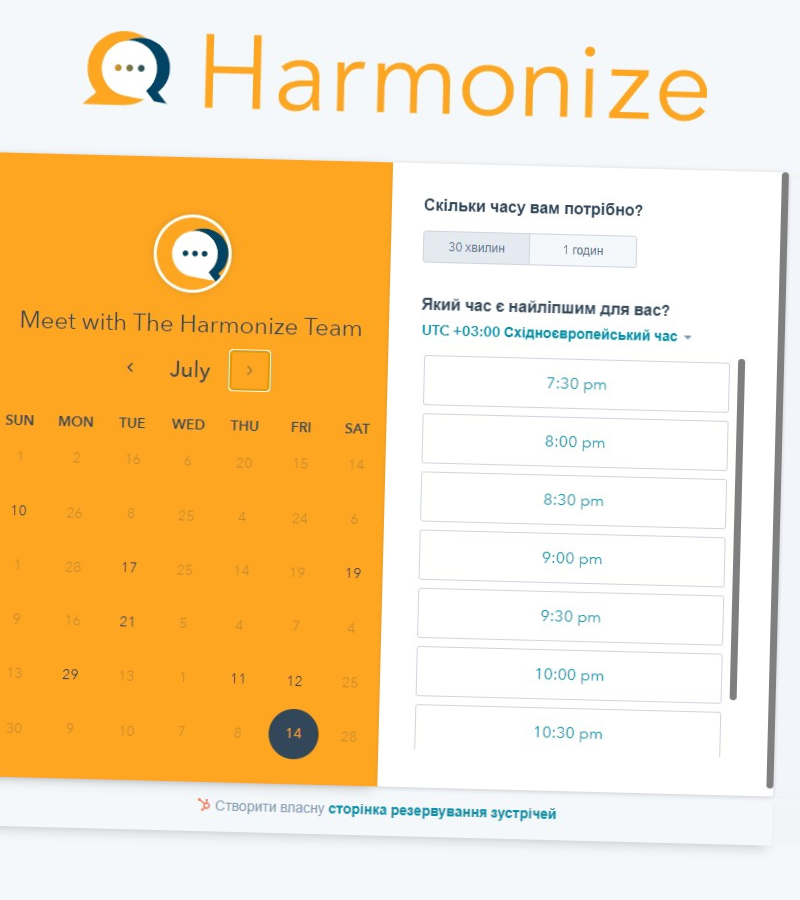 Harmonize
Meet with The Harmonize Team
July
SUN MON TUE WED THU FRI SAT
1 2 16 6 20 15 14
10 26 8 25 4 24 6
1 28 17 25 14 19 19
9 16 21 5 4 7 4
13 29 13 1 11 12 25
30 9 10 7 8 14 28
Скільки часу вам потрібно?
30 хвилин 1 годин
Який час є найліпшим для вас?
UTC +03:00 Східноєвропейський час
7:30 pm
8:00 pm
8:30 pm
9:00 pm
9:30 pm
10:00 pm
10:30 pm
Створити власну сторінка резервування зустрічей